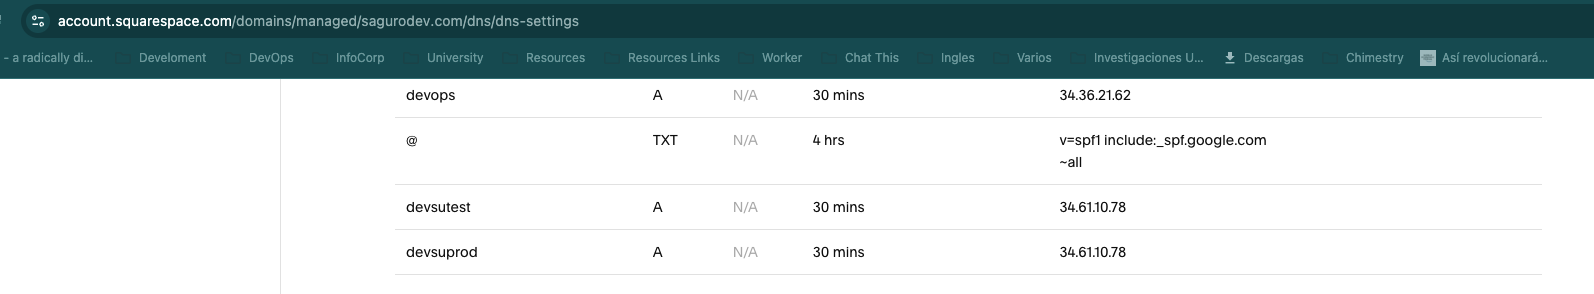 account.squarespace.com/domains/managed/sagurodev.com/dns/dns-settings
- a radically di... Develoment DevOps InfoCorp University Resources Resources Links Worker Chat This Ingles Varios Investigaciones U... Descargas Chimestry Así revolucionará...
devops A N/A 30 mins 34.36.21.62
@ TXT N/A 4 hrs v=spf1 include:_spf.google.com
~all
devsutest A N/A 30 mins 34.61.10.78
devsuprod A N/A 30 mins 34.61.10.78